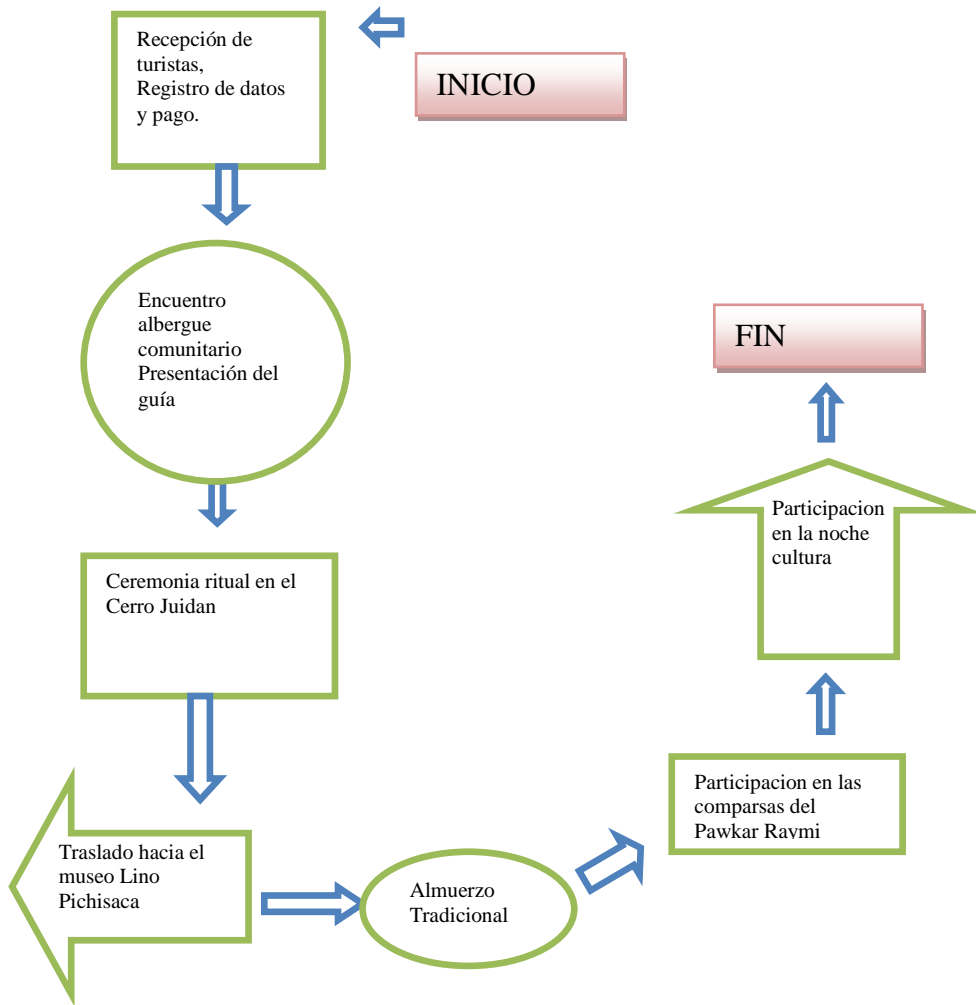 INICIO
Recepción de
turistas,
Registro de datos
y pago.
Encuentro
albergue
comunitario
Presentación del
guía
Ceremonia ritual en el
Cerro Juidan
Traslado hacia el
museo Lino
Pichisaca
Almuerzo
Tradicional
Participacion en las
comparsas del
Pawkar Raymi
Participacion
en la noche
cultura
FIN